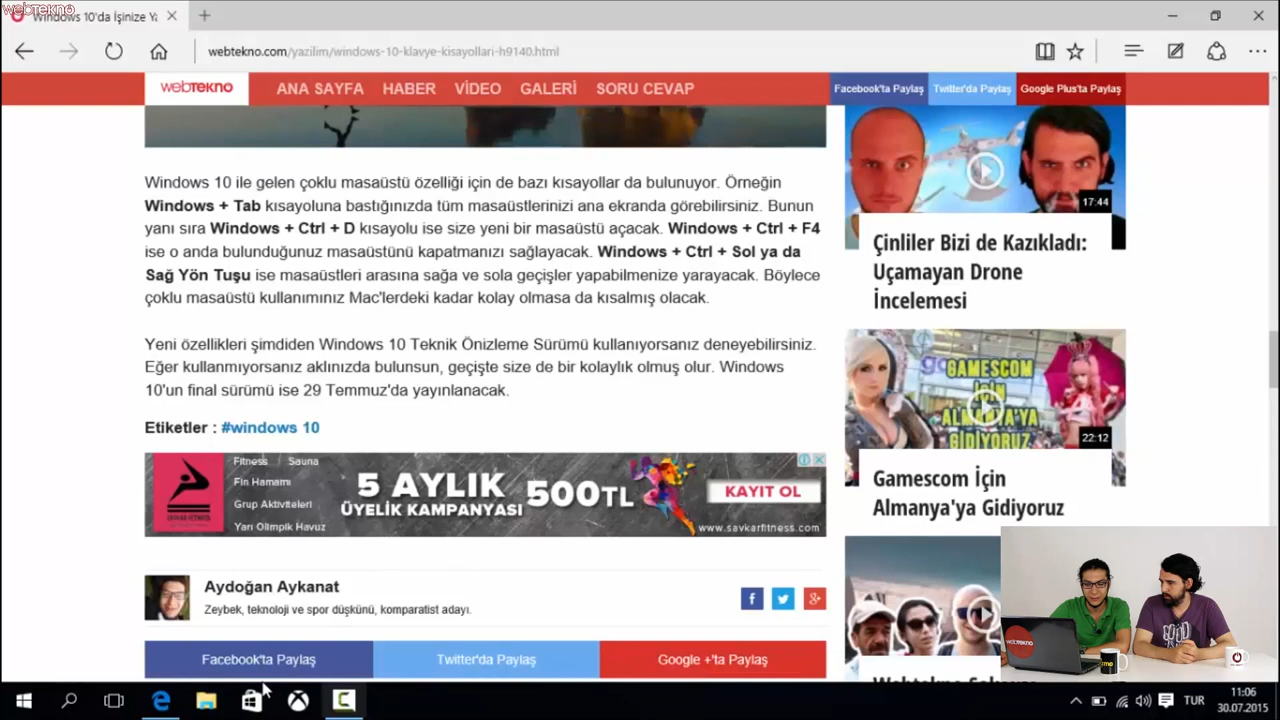 webtekno
Windows 10'da İşinize Ya
webtekno.com/yazilim/windows-10-klavye-kisayollari-h9140.html
webtekno
ANA SAYFA HABER VİDEO GALERİ SORU CEVAP
Facebook'ta Paylaş Twitter'da Paylaş Google Plus'ta Paylaş
Windows 10 ile gelen çoklu masaüstü özelliği için de bazı kısayollar da bulunuyor. Örneğin
Windows + Tab kısayoluna bastığınızda tüm masaüstlerinizi ana ekranda görebilirsiniz. Bunun
yanı sıra Windows + Ctrl + D kısayolu ise size yeni bir masaüstü açacak. Windows + Ctrl + F4
ise o anda bulunduğunuz masaüstünü kapatmanızı sağlayacak. Windows + Ctrl + Sol ya da
Sağ Yön Tuşu ise masaüstleri arasına sağa ve sola geçişler yapabilmenize yarayacak. Böylece
çoklu masaüstü kullanımınız Mac'lerdeki kadar kolay olmasa da kısalmış olacak.
Yeni özellikleri şimdiden Windows 10 Teknik Önizleme Sürümü kullanıyorsanız deneyebilirsiniz.
Eğer kullanmıyorsanız aklınızda bulunsun, geçişte size de bir kolaylık olmuş olur. Windows
10'un final sürümü ise 29 Temmuz'da yayınlanacak.
Etiketler : #windows 10
Fitness Sauna
Fin Hamamı
Grup Aktiviteleri
Yarı Olimpik Havuz
5 AYLIK
ÜYELİK KAMPANYASI
500TL
KAYIT OL
www.savkarfitness.com
Aydoğan Aykanat
Zeybek, teknoloji ve spor düşkünü, komparatist adayı.
Facebook'ta Paylaş Twitter'da Paylaş Google +'ta Paylaş
17:44
Çinliler Bizi de Kazıkladı:
Uçamayan Drone
İncelemesi
GAMESCOM
İÇİN
ALMANYA'YA
GİDİYORUZ
22:12
Gamescom İçin
Almanya'ya Gidiyoruz
webtekno
TUR
11:06
30.07.2015